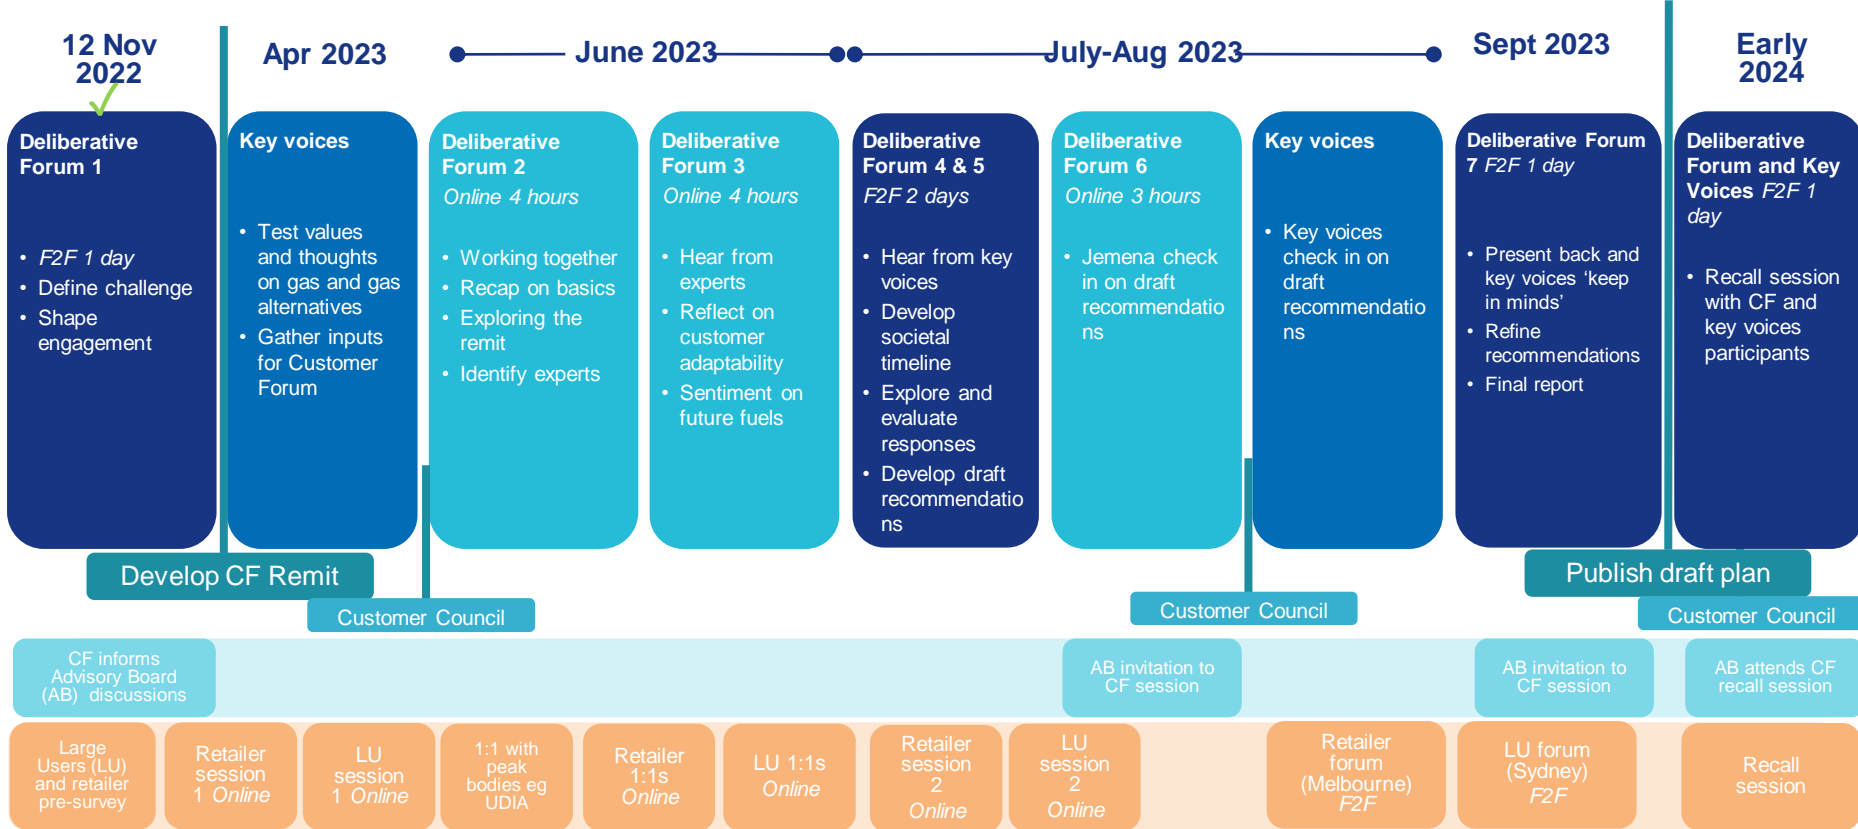 12 Nov
2022
Apr 2023
June 2023
July-Aug 2023
Sept 2023
Early
2024
Deliberative
Forum 1
• F2F 1 day
• Define challenge
• Shape
engagement
Key voices
• Test values
and thoughts
on gas and gas
alternatives
• Gather inputs
for Customer
Forum
Deliberative
Forum 2
Online 4 hours
• Working together
• Recap on basics
• Exploring the
remit
• Identify experts
Deliberative
Forum 3
Online 4 hours
• Hear from
experts
• Reflect on
customer
adaptability
• Sentiment on
future fuels
Deliberative
Forum 4 & 5
F2F 2 days
• Hear from key
voices
• Develop
societal
timeline
• Explore and
evaluate
responses
• Develop draft
recommendatio
ns
Deliberative
Forum 6
Online 3 hours
• Jemena check
in on draft
recommendatio
ns
Key voices
• Key voices
check in on
draft
recommendatio
ns
Deliberative Forum
7 F2F 1 day
• Present back and
key voices ‘keep
in minds’
• Refine
recommendations
• Final report
Deliberative
Forum and Key
Voices F2F 1
day
• Recall session
with CF and
key voices
participants
Develop CF Remit
Publish draft plan
Customer Council
Customer Council
Customer Council
CF informs
Advisory Board
(AB) discussions
AB invitation to
CF session
AB invitation to
CF session
AB attends CF
recall session
Large
Users (LU)
and retailer
pre-survey
Retailer
session
1 Online
LU
session
1 Online
1:1 with
peak
bodies eg
UDIA
Retailer
1:1s
Online
LU 1:1s
Online
Retailer
session
2
Online
LU
session
2
Online
Retailer
forum
(Melbourne)
F2F
LU forum
(Sydney)
F2F
Recall
session